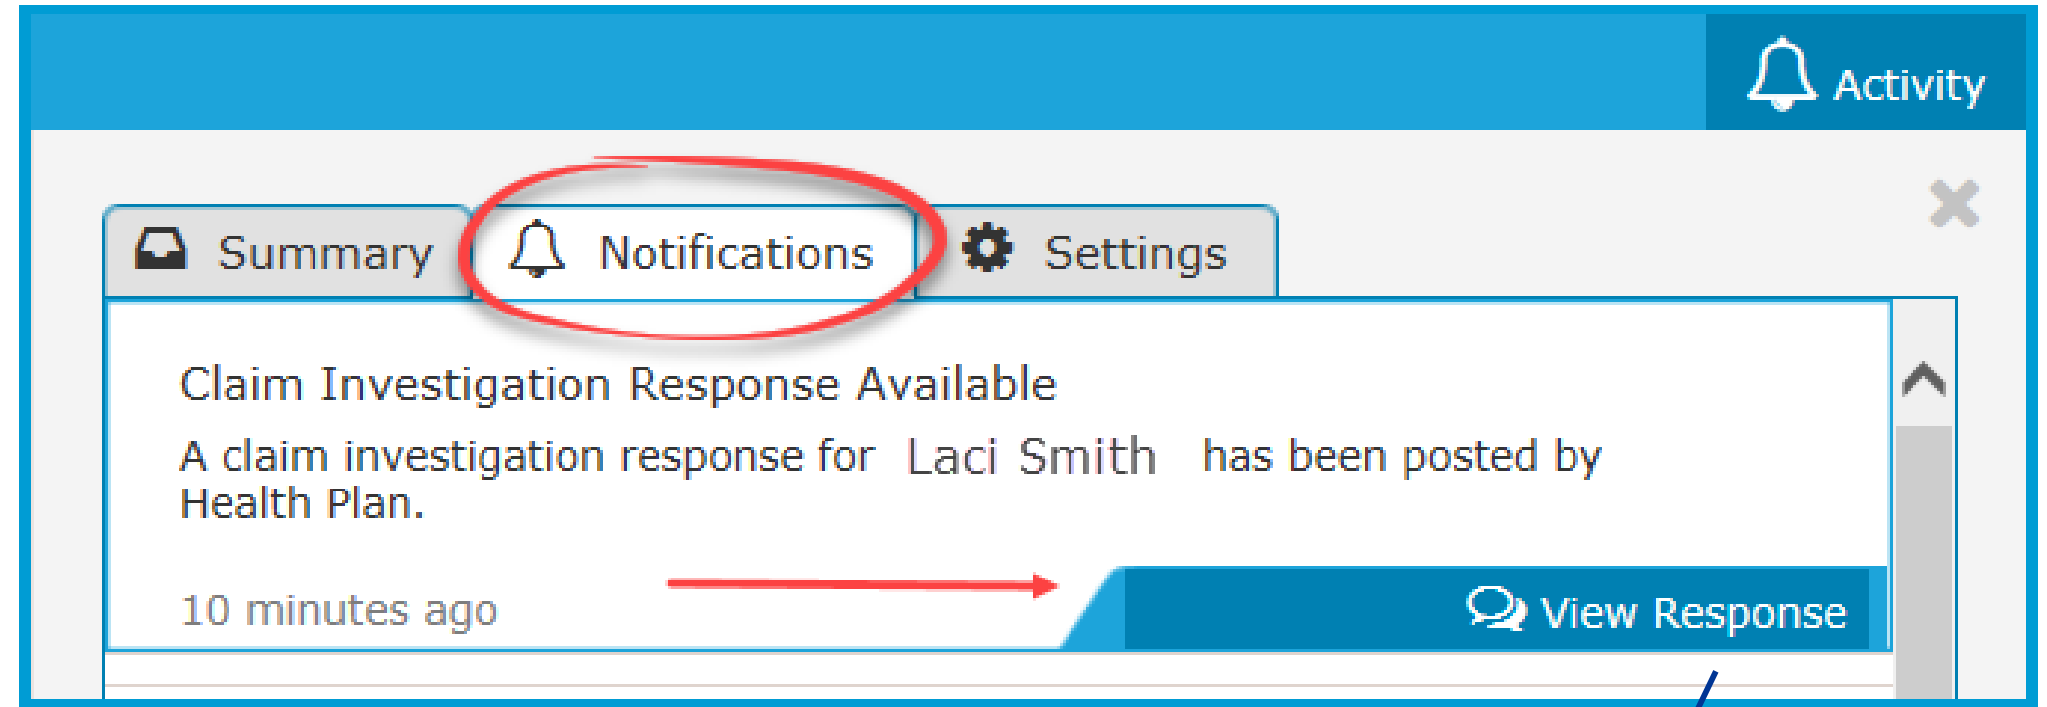 Activity
Summary Notifications Settings
Claim Investigation Response Available
A claim investigation response for Laci Smith has been posted by
Health Plan.
10 minutes ago View Response